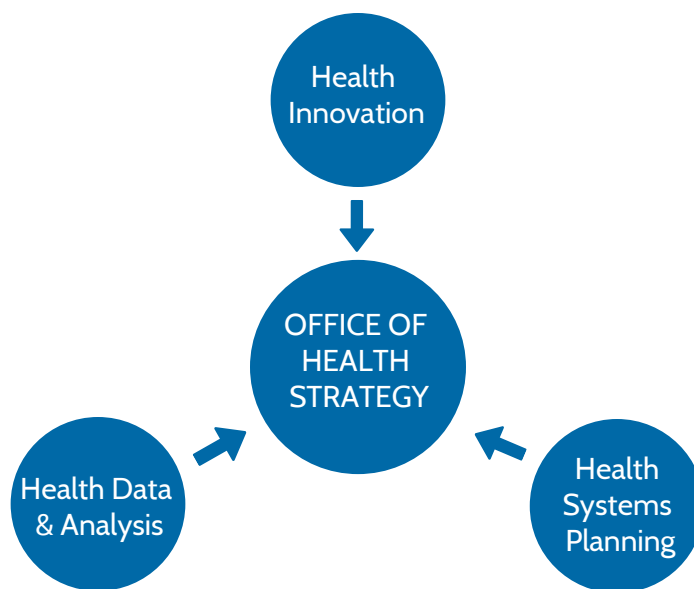 Health
Innovation
OFFICE OF
HEALTH
STRATEGY
Health Data
& Analysis
Health
Systems
Planning